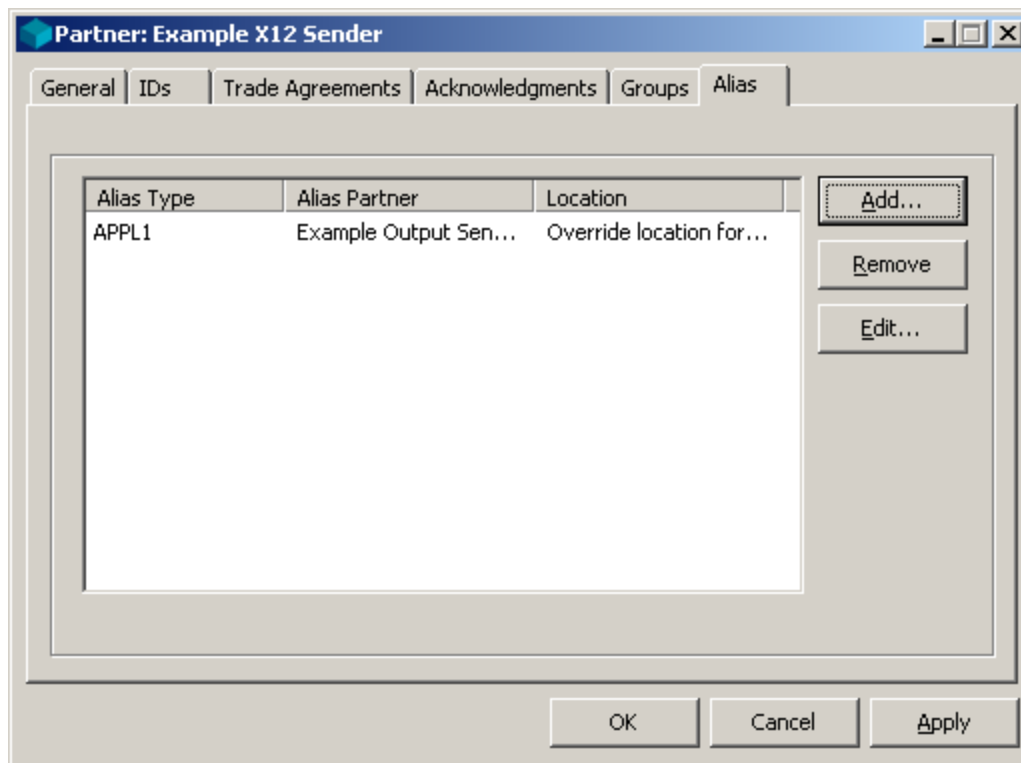 Partner: Example X12 Sender
General IDs Trade Agreements Acknowledgments Groups Alias
Alias Type Alias Partner Location
APPL1 Example Output Sen... Override location for...
Add...
Remove
Edit...
OK Cancel Apply